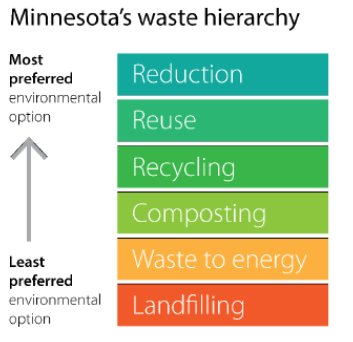 Minnesota’s waste hierarchy
Most
preferred
environmental
option
Reduction
Reuse
Recycling
Composting
Waste to energy
Landfilling
Least
preferred
environmental
option